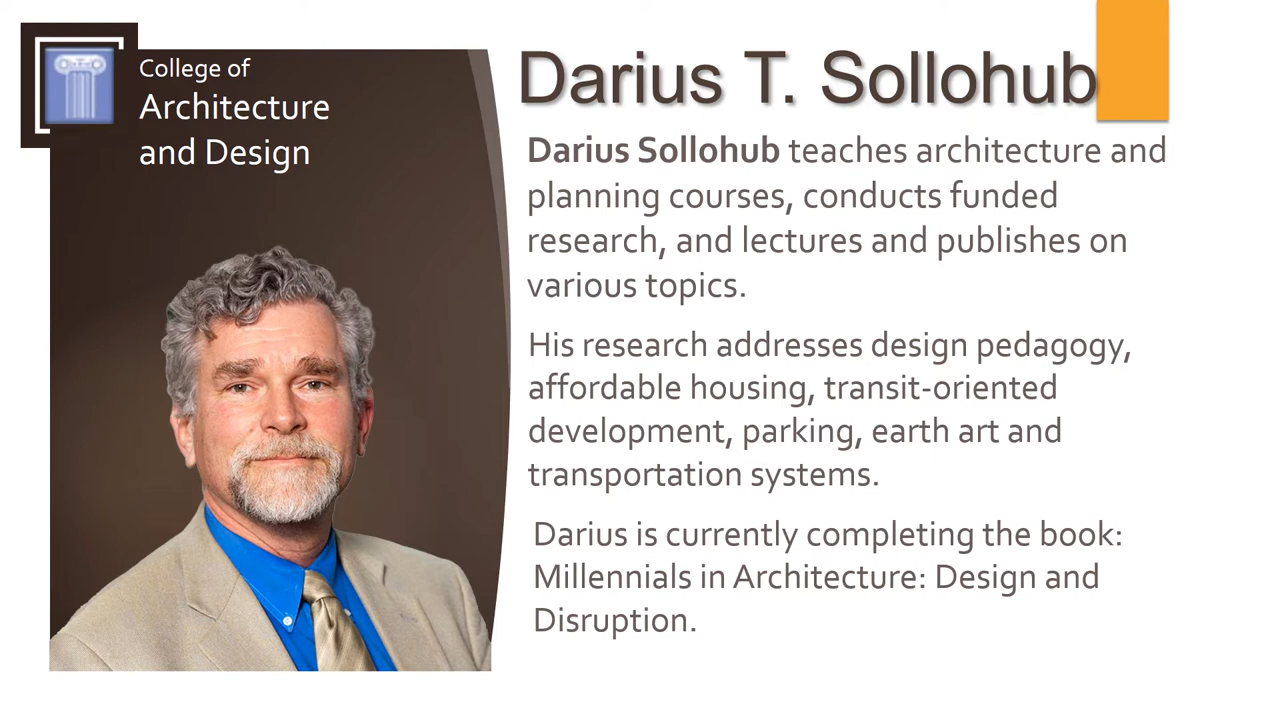 College of
Architecture
and Design
Darius T. Sollohub
Darius Sollohub teaches architecture and
planning courses, conducts funded
research, and lectures and publishes on
various topics.
His research addresses design pedagogy,
affordable housing, transit-oriented
development, parking, earth art and
transportation systems.
Darius is currently completing the book:
Millennials in Architecture: Design and
Disruption.